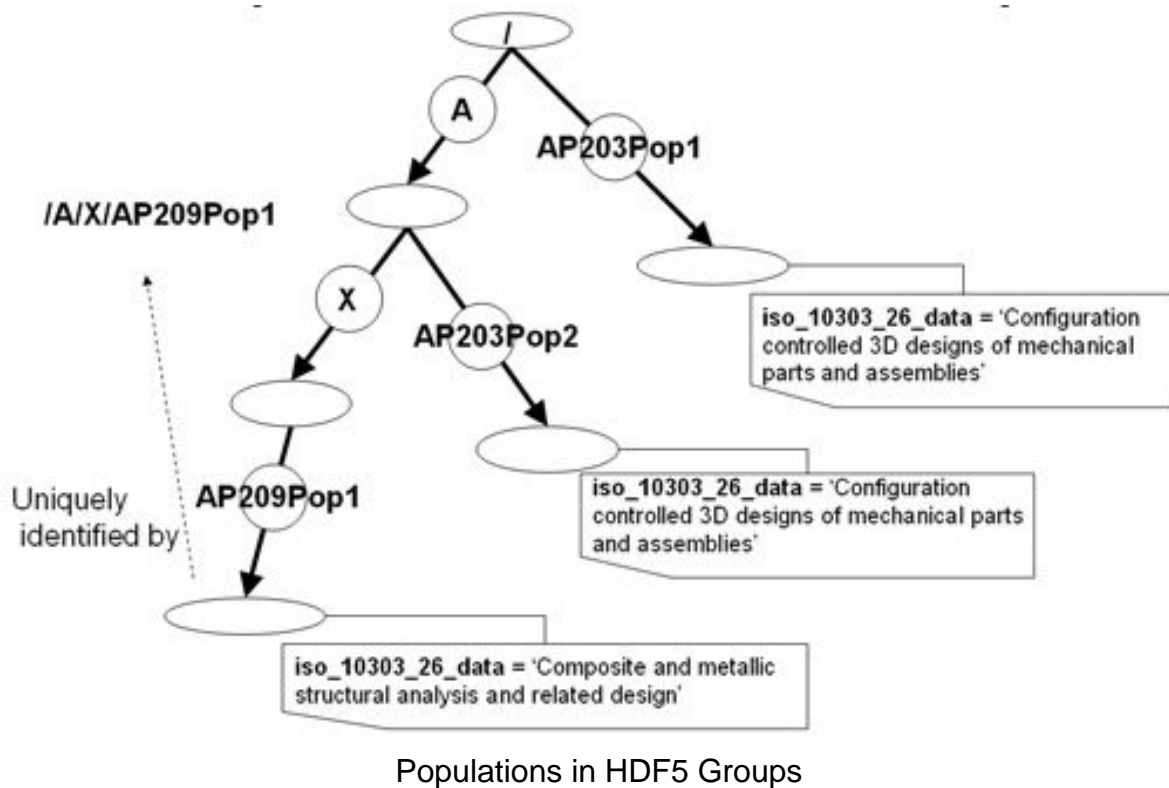 /
A
AP203Pop1
/A/X/AP209Pop1
iso_10303_26_data = ‘Configuration
controlled 3D designs of mechanical
parts and assemblies’
X
AP203Pop2
iso_10303_26_data = ‘Configuration
controlled 3D designs of mechanical parts
and assemblies’
AP209Pop1
Uniquely
identified by
iso_10303_26_data = ‘Composite and metallic
structural analysis and related design’
Populations in HDF5 Groups